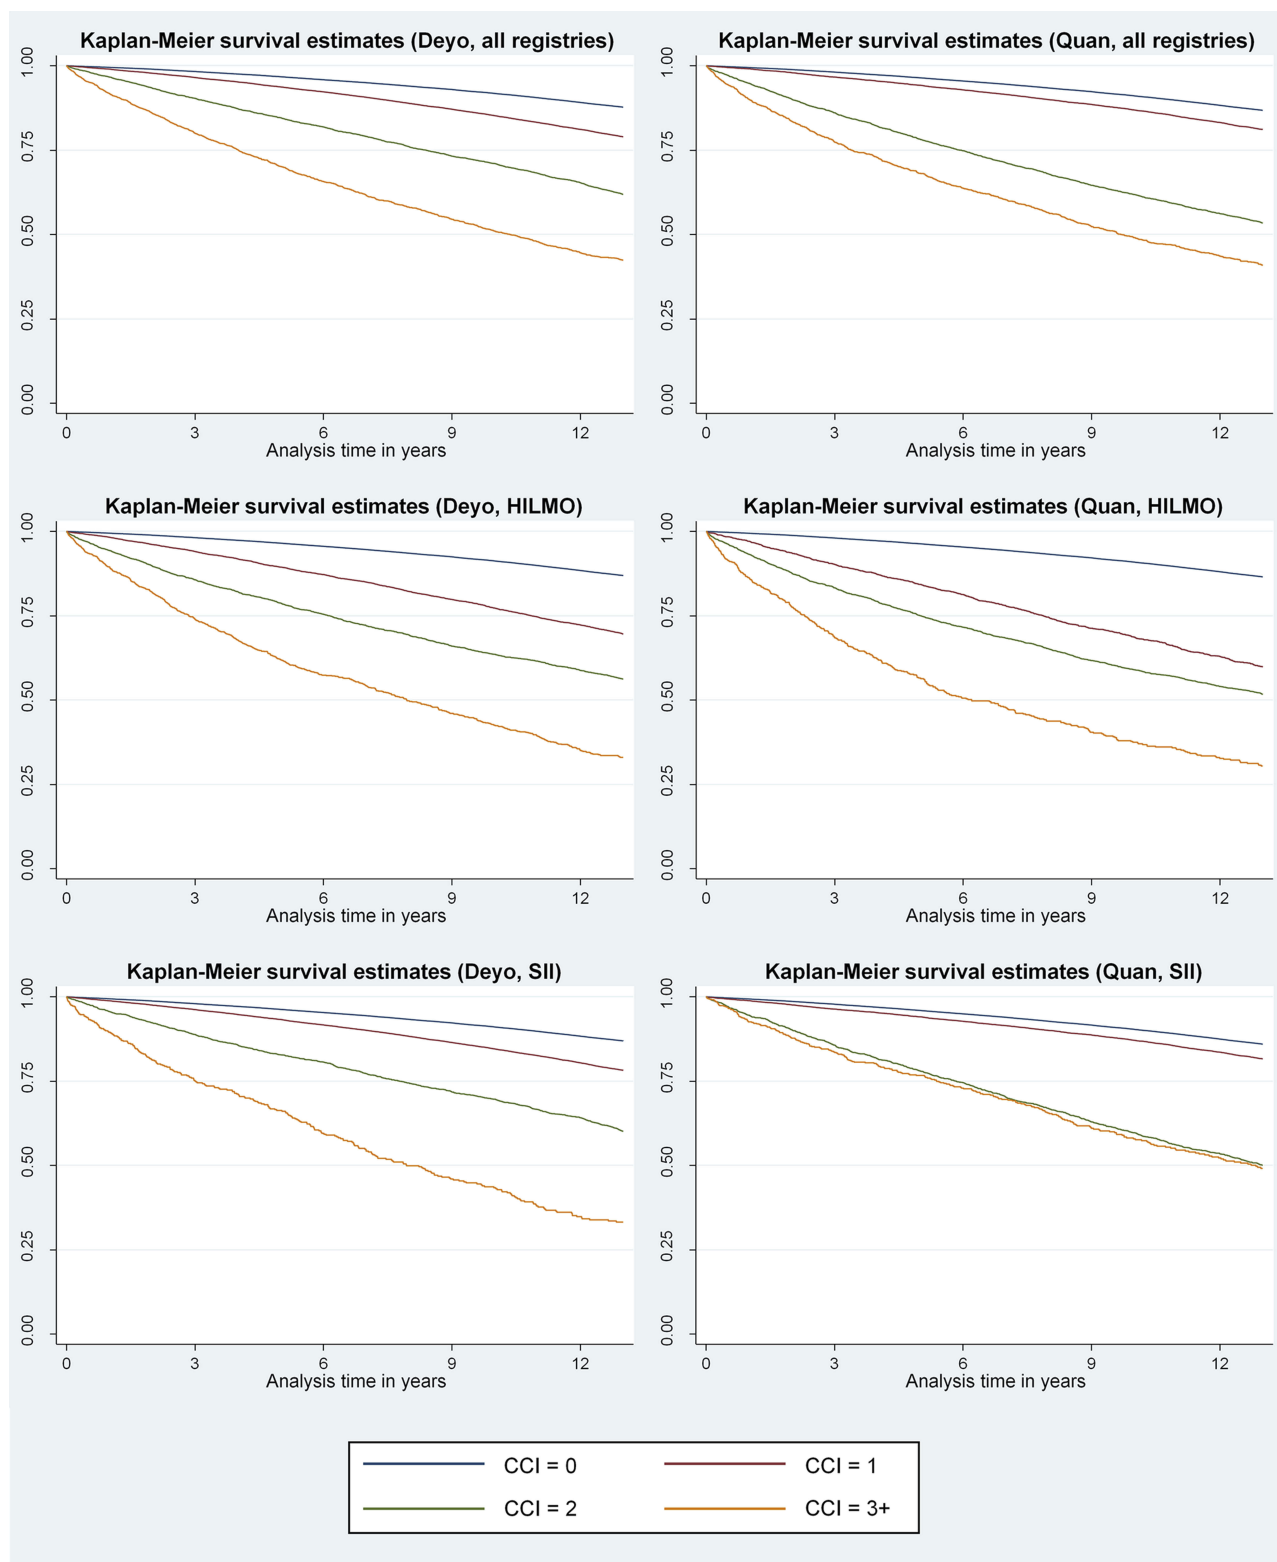 Kaplan-Meier survival estimates (Deyo, all registries)
1.00
0.75
0.50
0.25
0.00
0 3 6 9 12
Analysis time in years
Kaplan-Meier survival estimates (Quan, all registries)
1.00
0.75
0.50
0.25
0.00
0 3 6 9 12
Analysis time in years
Kaplan-Meier survival estimates (Deyo, HILMO)
1.00
0.75
0.50
0.25
0.00
0 3 6 9 12
Analysis time in years
Kaplan-Meier survival estimates (Quan, HILMO)
1.00
0.75
0.50
0.25
0.00
0 3 6 9 12
Analysis time in years
Kaplan-Meier survival estimates (Deyo, SII)
1.00
0.75
0.50
0.25
0.00
0 3 6 9 12
Analysis time in years
Kaplan-Meier survival estimates (Quan, SII)
1.00
0.75
0.50
0.25
0.00
0 3 6 9 12
Analysis time in years
CCI = 0 CCI = 1
CCI = 2 CCI = 3+